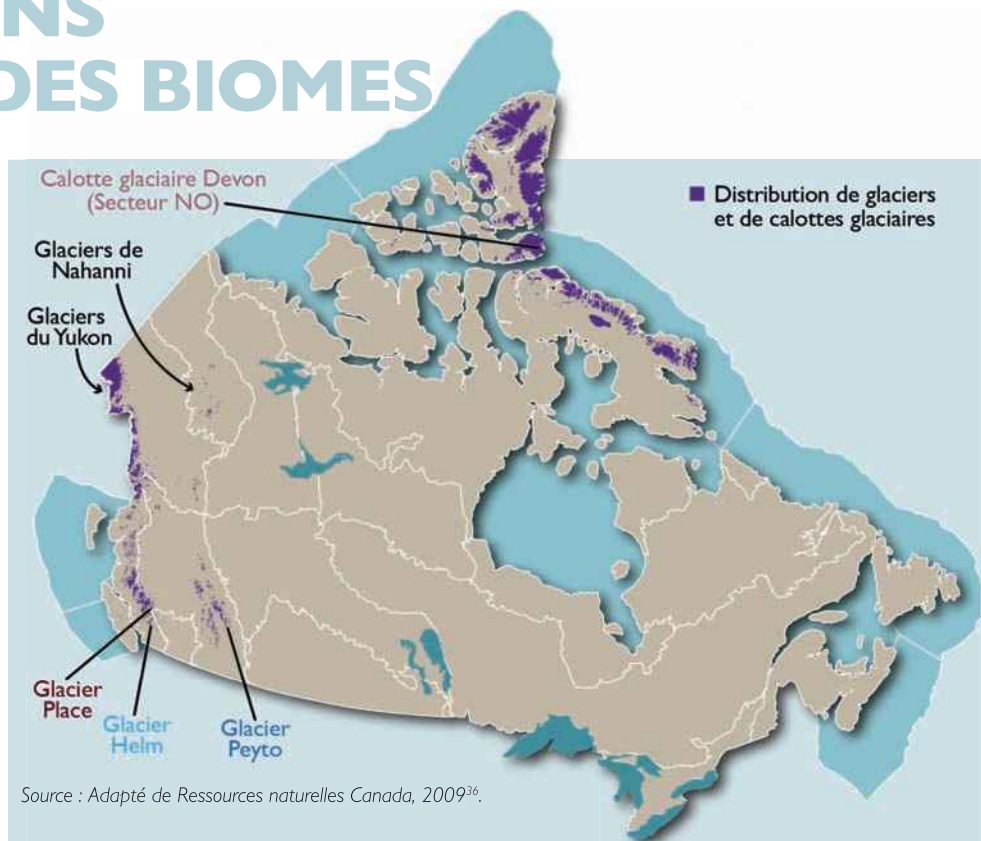 DES BIOMES
Calotte glaciaire Devon
(Secteur NO)
Distribution de glaciers
et de calottes glaciaires
Glaciers de
Nahanni
Glaciers
du Yukon
Glacier
Place
Glacier
Helm
Glacier
Peyto
Source : Adapté de Ressources naturelles Canada, 2009³⁶.